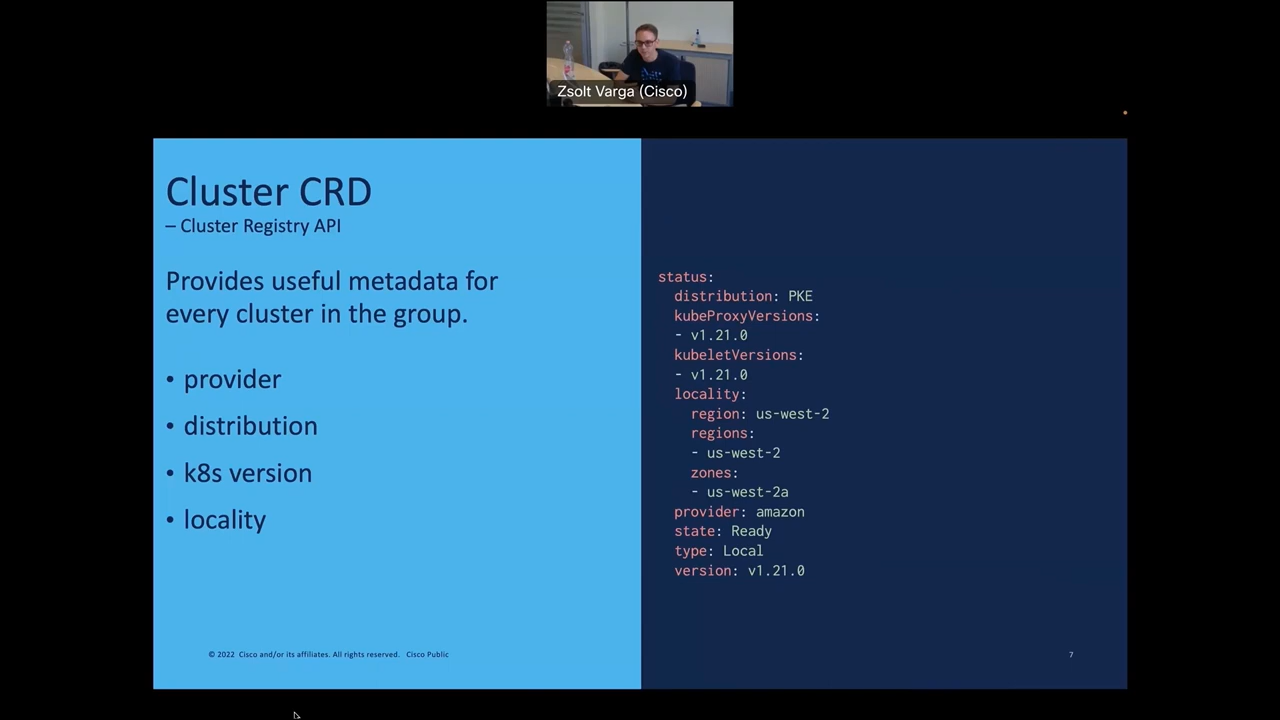 Zsolt Varga (Cisco)
Cluster CRD
– Cluster Registry API
Provides useful metadata for
every cluster in the group.
• provider
• distribution
• k8s version
• locality
status:
distribution: PKE
kubeProxyVersions:
- v1.21.0
kubeletVersions:
- v1.21.0
locality:
region: us-west-2
regions:
- us-west-2
zones:
- us-west-2a
provider: amazon
state: Ready
type: Local
version: v1.21.0
© 2022 Cisco and/or its affiliates. All rights reserved. Cisco Public
7